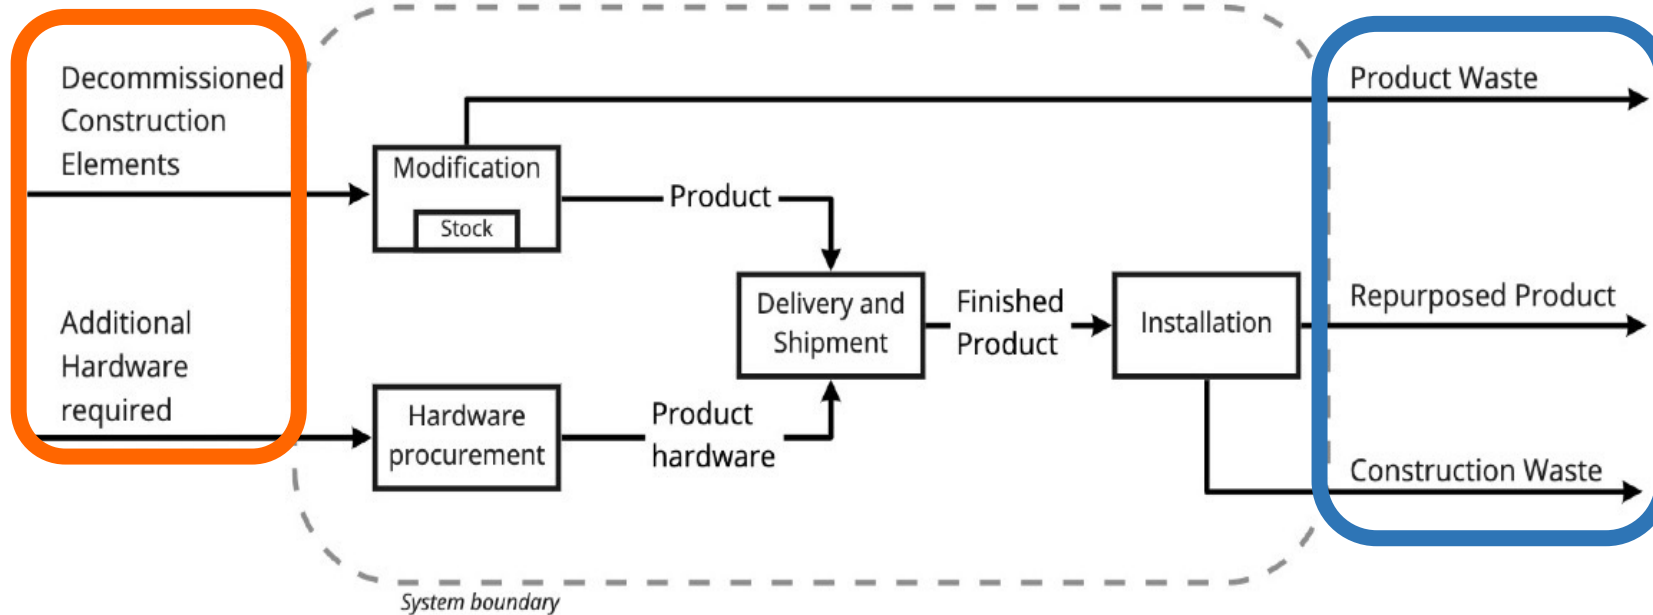 Decommissioned
Construction
Elements
Product Waste
Modification
Stock
Product
Additional
Hardware
required
Delivery and
Shipment
Finished
Product
Installation
Repurposed Product
Hardware
procurement
Product
hardware
Construction Waste
System boundary